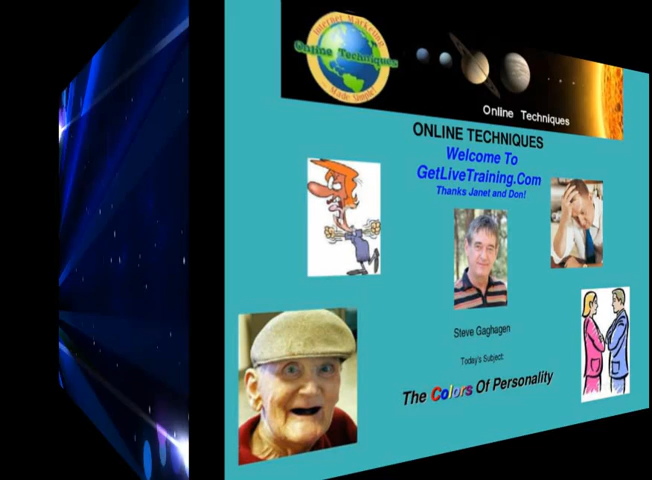 Internet Marketing
Online Techniques
Made Simple!
Online Techniques
ONLINE TECHNIQUES
Welcome To
GetLiveTraining.Com
Thanks Janet and Don!
Steve Gaghagen
Today's Subject:
The Colors Of Personality